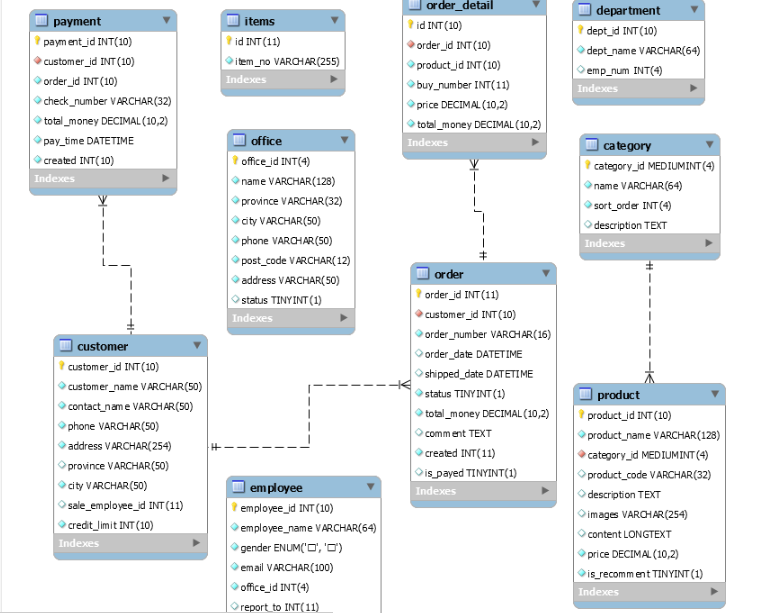 payment
payment_id INT(10)
customer_id INT(10)
order_id INT(10)
check_number VARCHAR(32)
total_money DECIMAL(10,2)
pay_time DATETIME
created INT(10)
Indexes
items
id INT(11)
item_no VARCHAR(255)
Indexes
order_detail
id INT(10)
order_id INT(10)
product_id INT(10)
buy_number INT(11)
price DECIMAL(10,2)
total_money DECIMAL(10,2)
Indexes
department
dept_id INT(10)
dept_name VARCHAR(64)
emp_num INT(4)
Indexes
office
office_id INT(4)
name VARCHAR(128)
province VARCHAR(32)
city VARCHAR(50)
phone VARCHAR(50)
post_code VARCHAR(12)
address VARCHAR(50)
status TINYINT(1)
Indexes
category
category_id MEDIUMINT(4)
name VARCHAR(64)
sort_order INT(4)
description TEXT
Indexes
order
order_id INT(11)
customer_id INT(10)
order_number VARCHAR(16)
order_date DATETIME
shipped_date DATETIME
status TINYINT(1)
total_money DECIMAL(10,2)
comment TEXT
created INT(11)
is_payed TINYINT(1)
Indexes
customer
customer_id INT(10)
customer_name VARCHAR(50)
contact_name VARCHAR(50)
phone VARCHAR(50)
address VARCHAR(254)
province VARCHAR(50)
city VARCHAR(50)
sale_employee_id INT(11)
credit_limit INT(10)
Indexes
product
product_id INT(10)
product_name VARCHAR(128)
category_id MEDIUMINT(4)
product_code VARCHAR(32)
description TEXT
images VARCHAR(254)
content LONGTEXT
price DECIMAL(10,2)
is_recomment TINYINT(1)
Indexes
employee
employee_id INT(10)
employee_name VARCHAR(64)
gender ENUM('□', '□')
email VARCHAR(100)
office_id INT(4)
report_to INT(11)